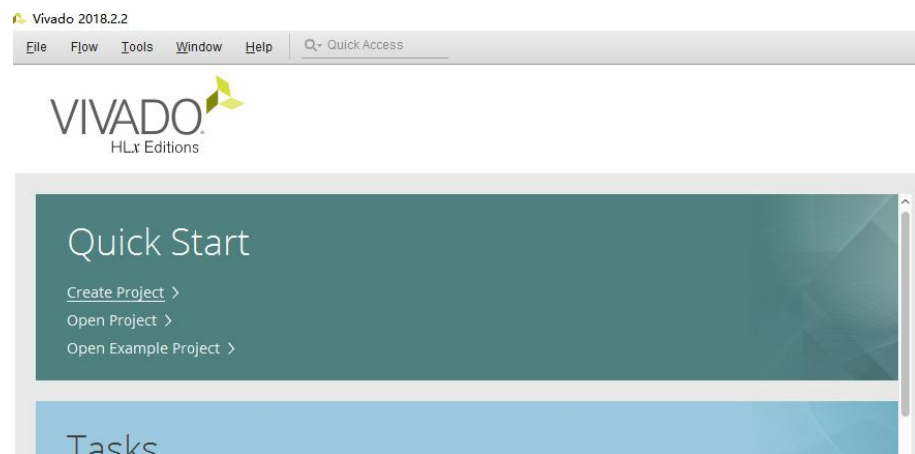 Vivado 2018.2.2
File Flow Tools Window Help Quick Access
VIVADO
HLx Editions
Quick Start
Create Project >
Open Project >
Open Example Project >
Tasks